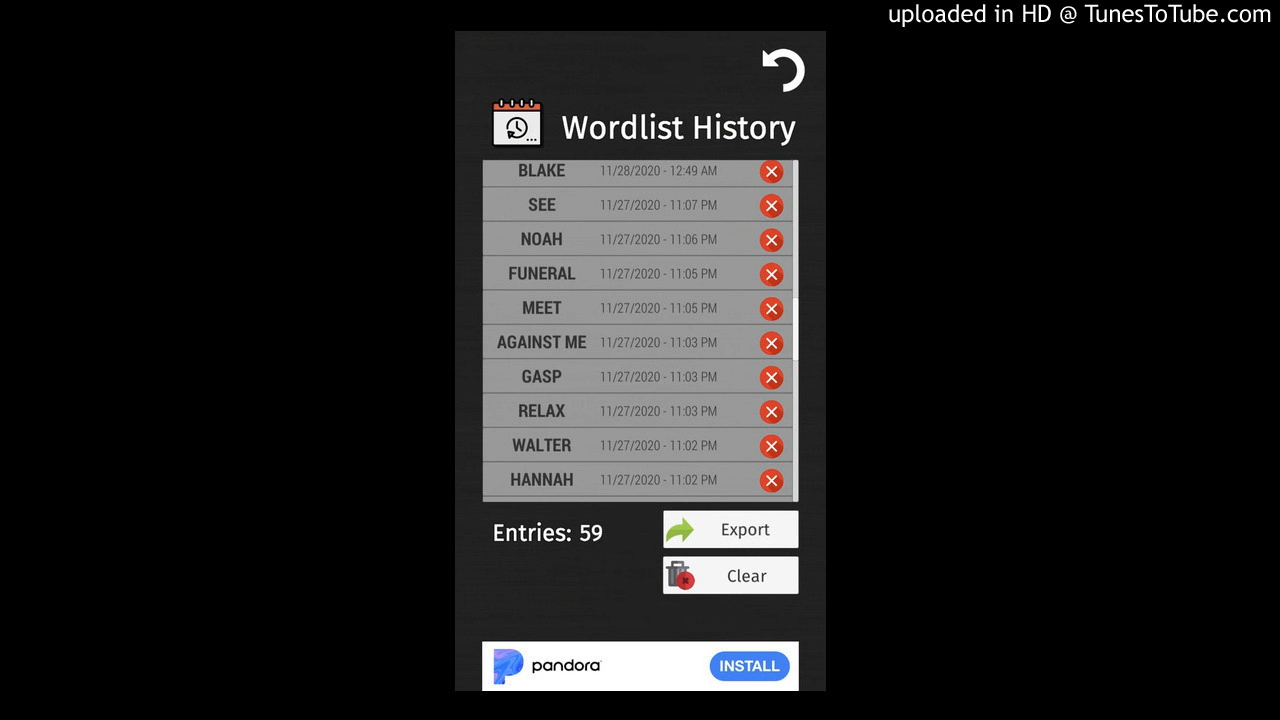 uploaded in HD @ TunesToTube.com
Wordlist History
BLAKE 11/28/2020 - 12:49 AM
SEE 11/27/2020 - 11:07 PM
NOAH 11/27/2020 - 11:06 PM
FUNERAL 11/27/2020 - 11:05 PM
MEET 11/27/2020 - 11:05 PM
AGAINST ME 11/27/2020 - 11:03 PM
GASP 11/27/2020 - 11:03 PM
RELAX 11/27/2020 - 11:03 PM
WALTER 11/27/2020 - 11:02 PM
HANNAH 11/27/2020 - 11:02 PM
Entries: 59
Export
Clear
pandora
INSTALL